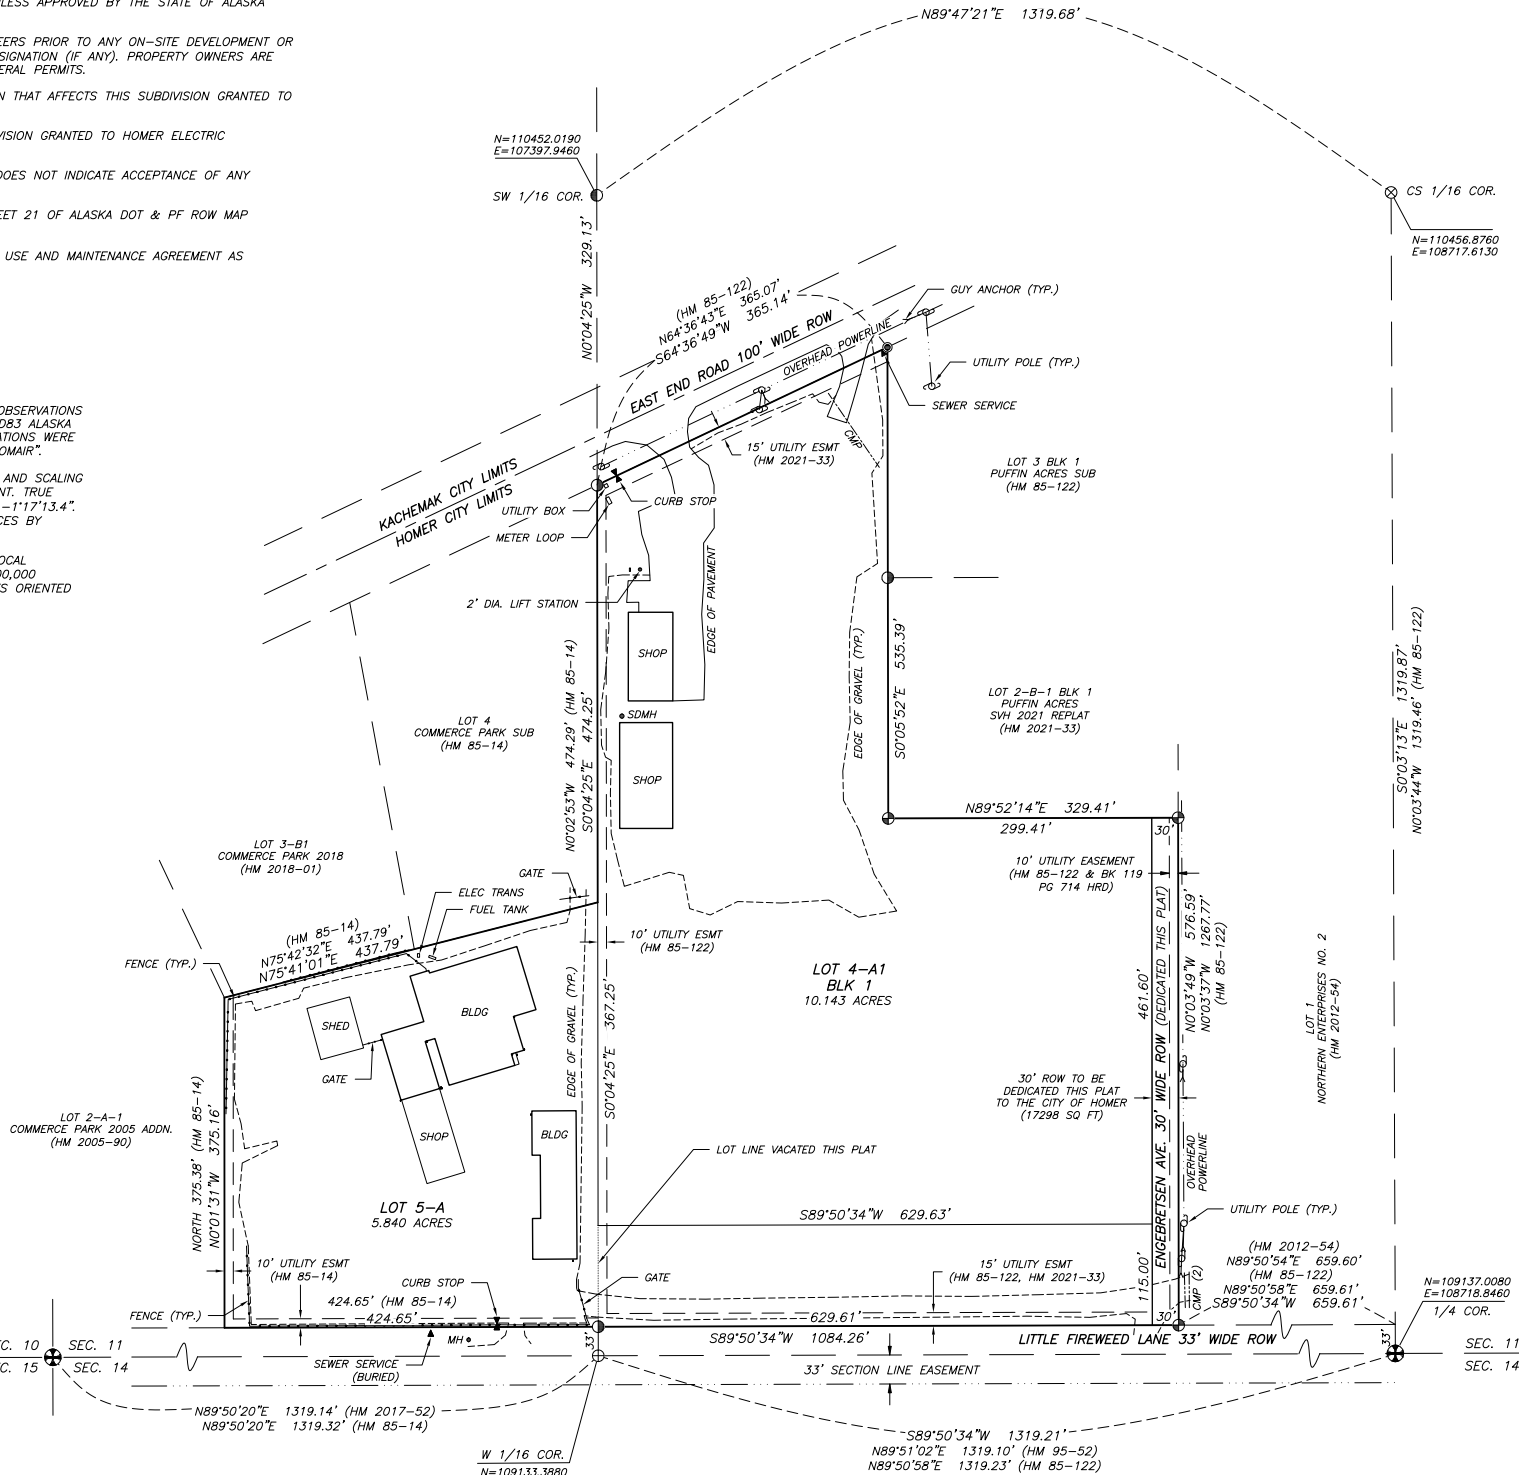 LESS APPROVED BY THE STATE OF ALASKA
EERS PRIOR TO ANY ON-SITE DEVELOPMENT OR
SIGNATION (IF ANY). PROPERTY OWNERS ARE
ERAL PERMITS.
N THAT AFFECTS THIS SUBDIVISION GRANTED TO
VISION GRANTED TO HOMER ELECTRIC
DOES NOT INDICATE ACCEPTANCE OF ANY
EET 21 OF ALASKA DOT & PF ROW MAP
USE AND MAINTENANCE AGREEMENT AS
OBSERVATIONS
D83 ALASKA
ATIONS WERE
OMAIR".
AND SCALING
NT. TRUE
-1°17'13.4".
CES BY
OCAL
00,000
S ORIENTED
N89°47'21"E 1319.68'
N=110452.0190
E=107397.9460
SW 1/16 COR.
CS 1/16 COR.
N=110456.8760
E=108717.6130
N0°04'25"W 329.13'
(HM 85-122)
N64°36'43"E 365.07'
S64°36'49"W 365.14'
EAST END ROAD 100' WIDE ROW
OVERHEAD POWERLINE
GUY ANCHOR (TYP.)
UTILITY POLE (TYP.)
SEWER SERVICE
CMP
15' UTILITY ESMT
(HM 2021-33)
LOT 3 BLK 1
PUFFIN ACRES SUB
(HM 85-122)
KACHEMAK CITY LIMITS
HOMER CITY LIMITS
CURB STOP
UTILITY BOX
METER LOOP
2' DIA. LIFT STATION
EDGE OF PAVEMENT
SHOP
SDMH
SHOP
EDGE OF GRAVEL (TYP.)
S0°05'52"E 535.39'
LOT 2-B-1 BLK 1
PUFFIN ACRES
SVH 2021 REPLAT
(HM 2021-33)
S0°03'13"E 1319.87'
N0°03'44"W 1319.46' (HM 85-122)
LOT 4
COMMERCE PARK SUB
(HM 85-14)
N0°02'53"W 474.29' (HM 85-14)
S0°04'25"E 474.25'
N89°52'14"E 329.41'
299.41'
30'
10' UTILITY EASEMENT
(HM 85-122 & BK 119
PG 714 HRD)
LOT 3-B1
COMMERCE PARK 2018
(HM 2018-01)
GATE
ELEC TRANS
FUEL TANK
(HM 85-14)
N75°42'32"E 437.79'
N75°41'01"E 437.79'
FENCE (TYP.)
10' UTILITY ESMT
(HM 85-122)
LOT 4-A1
BLK 1
10.143 ACRES
461.60'
ENGEBRETSEN AVE. 30' WIDE ROW (DEDICATED THIS PLAT)
N0°03'49"W 576.59'
N0°03'37"W 1267.77'
(HM 85-122)
LOT 1
NORTHERN ENTERPRISES NO. 2
(HM 2012-54)
SHED
BLDG
GATE
EDGE OF GRAVEL (TYP.)
S0°04'25"E 367.25'
30' ROW TO BE
DEDICATED THIS PLAT
TO THE CITY OF HOMER
(17298 SQ FT)
LOT 2-A-1
COMMERCE PARK 2005 ADDN.
(HM 2005-90)
NORTH 375.38' (HM 85-14)
N0°01'31"W 375.16'
SHOP
BLDG
LOT LINE VACATED THIS PLAT
OVERHEAD
POWERLINE
LOT 5-A
5.840 ACRES
S89°50'34"W 629.63'
UTILITY POLE (TYP.)
10' UTILITY ESMT
(HM 85-14)
CURB STOP
GATE
15' UTILITY ESMT
(HM 85-122, HM 2021-33)
115.00'
CMP (2)
(HM 2012-54)
N89°50'54"E 659.60'
(HM 85-122)
N89°50'58"E 659.61'
S89°50'34"W 659.61'
N=109137.0080
E=108718.8460
1/4 COR.
FENCE (TYP.)
424.65' (HM 85-14)
424.65'
629.61'
30'
MH
33'
S89°50'34"W 1084.26'
LITTLE FIREWEED LANE 33' WIDE ROW
33'
C. 10 SEC. 11
C. 15 SEC. 14
SEC. 11
SEC. 14
SEWER SERVICE
(BURIED)
33' SECTION LINE EASEMENT
N89°50'20"E 1319.14' (HM 2017-52)
N89°50'20"E 1319.32' (HM 85-14)
S89°50'34"W 1319.21'
N89°51'02"E 1319.10' (HM 95-52)
N89°50'58"E 1319.23' (HM 85-122)
W 1/16 COR.
N=109133.3880